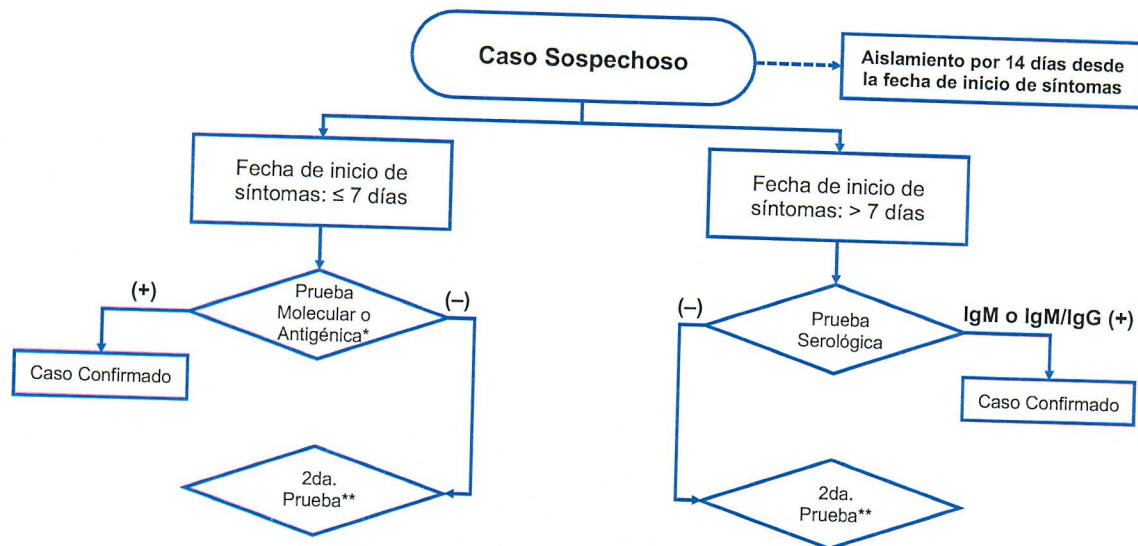 Caso Sospechoso
Aislamiento por 14 días desde
la fecha de inicio de síntomas
Fecha de inicio de
síntomas: ≤ 7 días
Fecha de inicio de
síntomas: > 7 días
(+)
Prueba
Molecular o
Antigénica*
(–)
(–)
Prueba
Serológica
IgM o IgM/IgG (+)
Caso Confirmado
Caso Confirmado
2da.
Prueba**
2da.
Prueba**